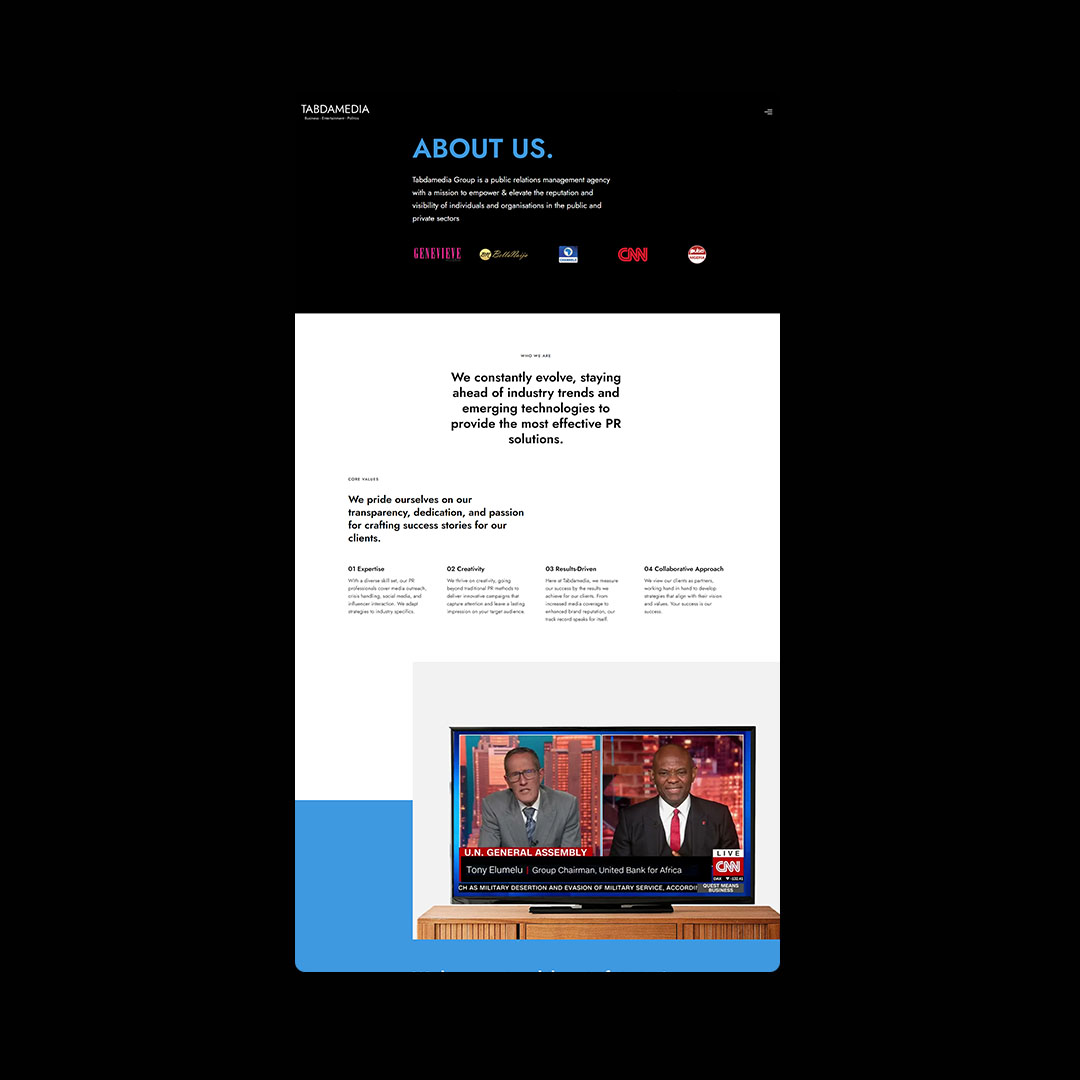 TABDAMEDIA
Business - Entertainment - Politics
ABOUT US.
Tabdamedia Group is a public relations management agency
with a mission to empower & elevate the reputation and
visibility of individuals and organisations in the public and
private sectors
GENEVIEVE
BN BellaNaija
CHANNELS
CNN
pulse
NIGERIA
WHO WE ARE
We constantly evolve, staying
ahead of industry trends and
emerging technologies to
provide the most effective PR
solutions.
CORE VALUES
We pride ourselves on our
transparency, dedication, and passion
for crafting success stories for our
clients.
01 Expertise
With a diverse skill set, our PR
professionals cover media outreach,
crisis handling, social media, and
influencer interaction. We adapt
strategies to industry specifics.
02 Creativity
We thrive on creativity, going
beyond traditional PR methods to
deliver innovative campaigns that
capture attention and leave a lasting
impression on your target audience.
03 Results-Driven
Here at Tabdamedia, we measure
our success by the results we
achieve for our clients. From
increased media coverage to
enhanced brand reputation, our
track record speaks for itself.
04 Collaborative Approach
We view our clients as partners,
working hand in hand to develop
strategies that align with their vision
and values. Your success is our
success.
U.N. GENERAL ASSEMBLY
Tony Elumelu | Group Chairman, United Bank for Africa
CH AS MILITARY DESERTION AND EVASION OF MILITARY SERVICE, ACCORDI
LIVE
CNN
DAX
QUEST MEANS
BUSINESS